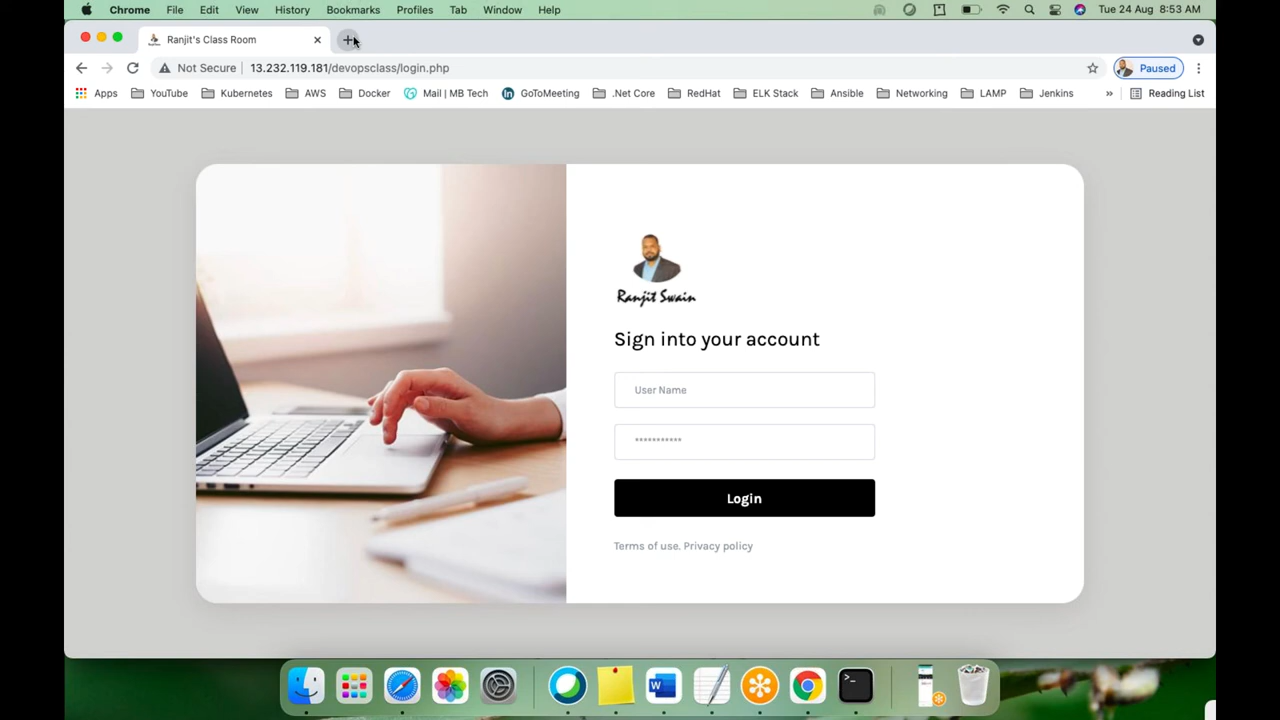 Chrome File Edit View History Bookmarks Profiles Tab Window Help Tue 24 Aug 8:53 AM
Ranjit's Class Room
Not Secure 13.232.119.181/devopsclass/login.php Paused
Apps YouTube Kubernetes AWS Docker Mail | MB Tech GoToMeeting .Net Core RedHat ELK Stack Ansible Networking LAMP Jenkins » Reading List
Ranjit Swain
Sign into your account
User Name
***********
Login
Terms of use. Privacy policy